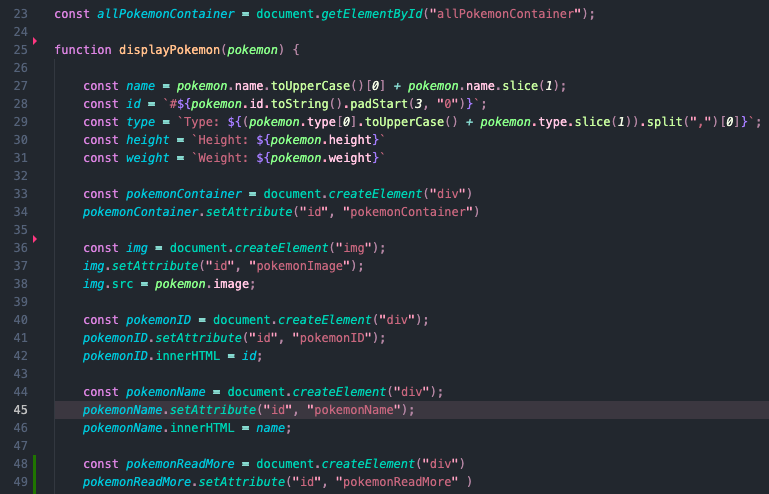 23 const allPokemonContainer = document.getElementById("allPokemonContainer");
24
25 function displayPokemon(pokemon) {
26
27 const name = pokemon.name.toUpperCase()[0] + pokemon.name.slice(1);
28 const id = `#${pokemon.id.toString().padStart(3, "0")}`;
29 const type = `Type: ${(pokemon.type[0].toUpperCase() + pokemon.type.slice(1)).split(",")[0]}`;
30 const height = `Height: ${pokemon.height}`
31 const weight = `Weight: ${pokemon.weight}`
32
33 const pokemonContainer = document.createElement("div")
34 pokemonContainer.setAttribute("id", "pokemonContainer")
35
36 const img = document.createElement("img");
37 img.setAttribute("id", "pokemonImage");
38 img.src = pokemon.image;
39
40 const pokemonID = document.createElement("div");
41 pokemonID.setAttribute("id", "pokemonID");
42 pokemonID.innerHTML = id;
43
44 const pokemonName = document.createElement("div");
45 pokemonName.setAttribute("id", "pokemonName");
46 pokemonName.innerHTML = name;
47
48 const pokemonReadMore = document.createElement("div")
49 pokemonReadMore.setAttribute("id", "pokemonReadMore" )